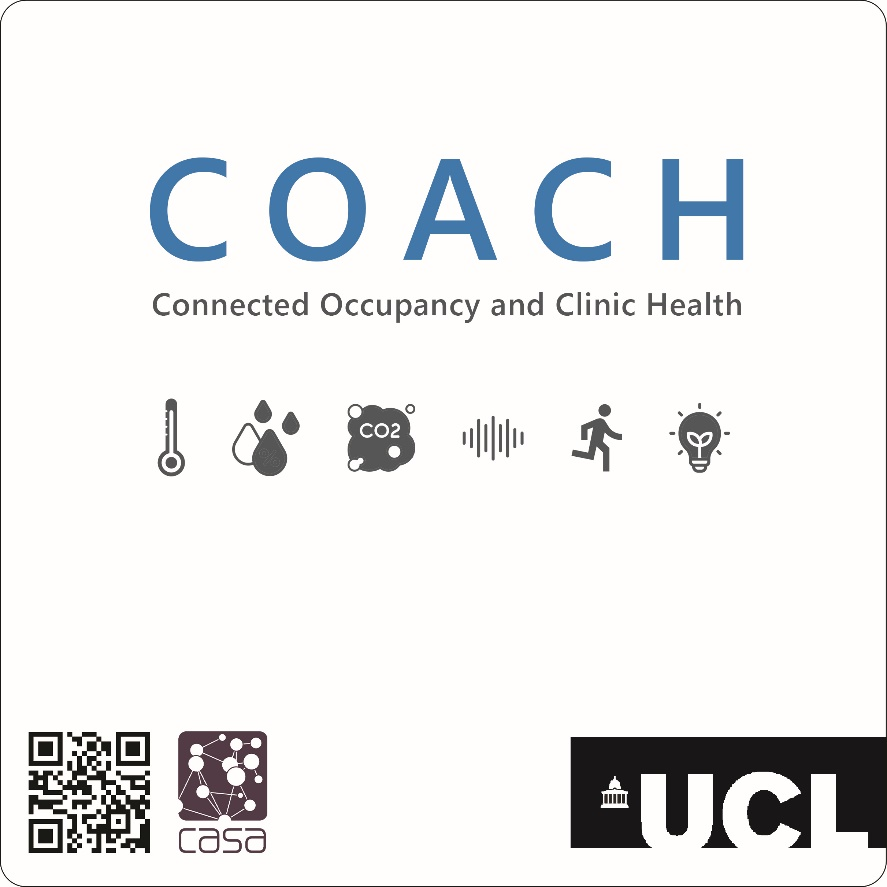 COACH
Connected Occupancy and Clinic Health
CO2
casa
UCL